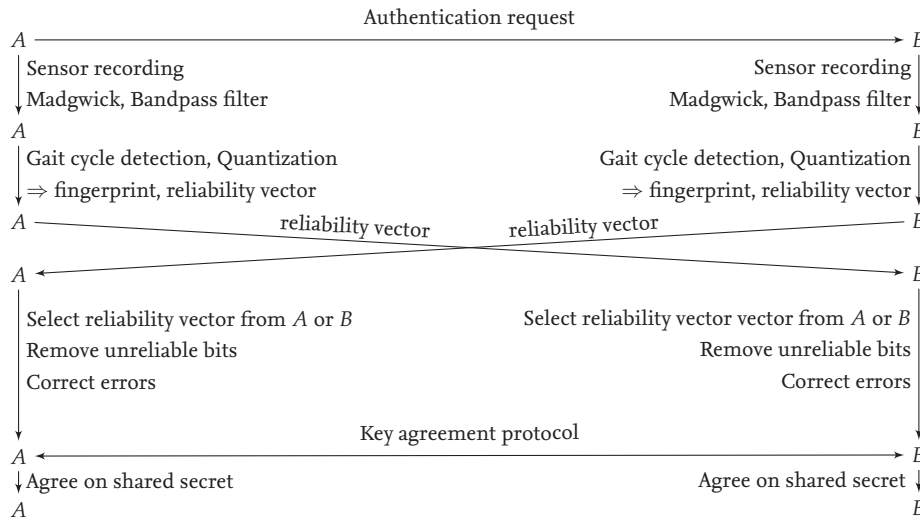 Authentication request
A B
Sensor recording Sensor recording
Madgwick, Bandpass filter Madgwick, Bandpass filter
A B
Gait cycle detection, Quantization Gait cycle detection, Quantization
⇒ fingerprint, reliability vector ⇒ fingerprint, reliability vector
A reliability vector reliability vector B
A B
Select reliability vector from A or B Select reliability vector vector from A or B
Remove unreliable bits Remove unreliable bits
Correct errors Correct errors
Key agreement protocol
A B
Agree on shared secret Agree on shared secret
A B